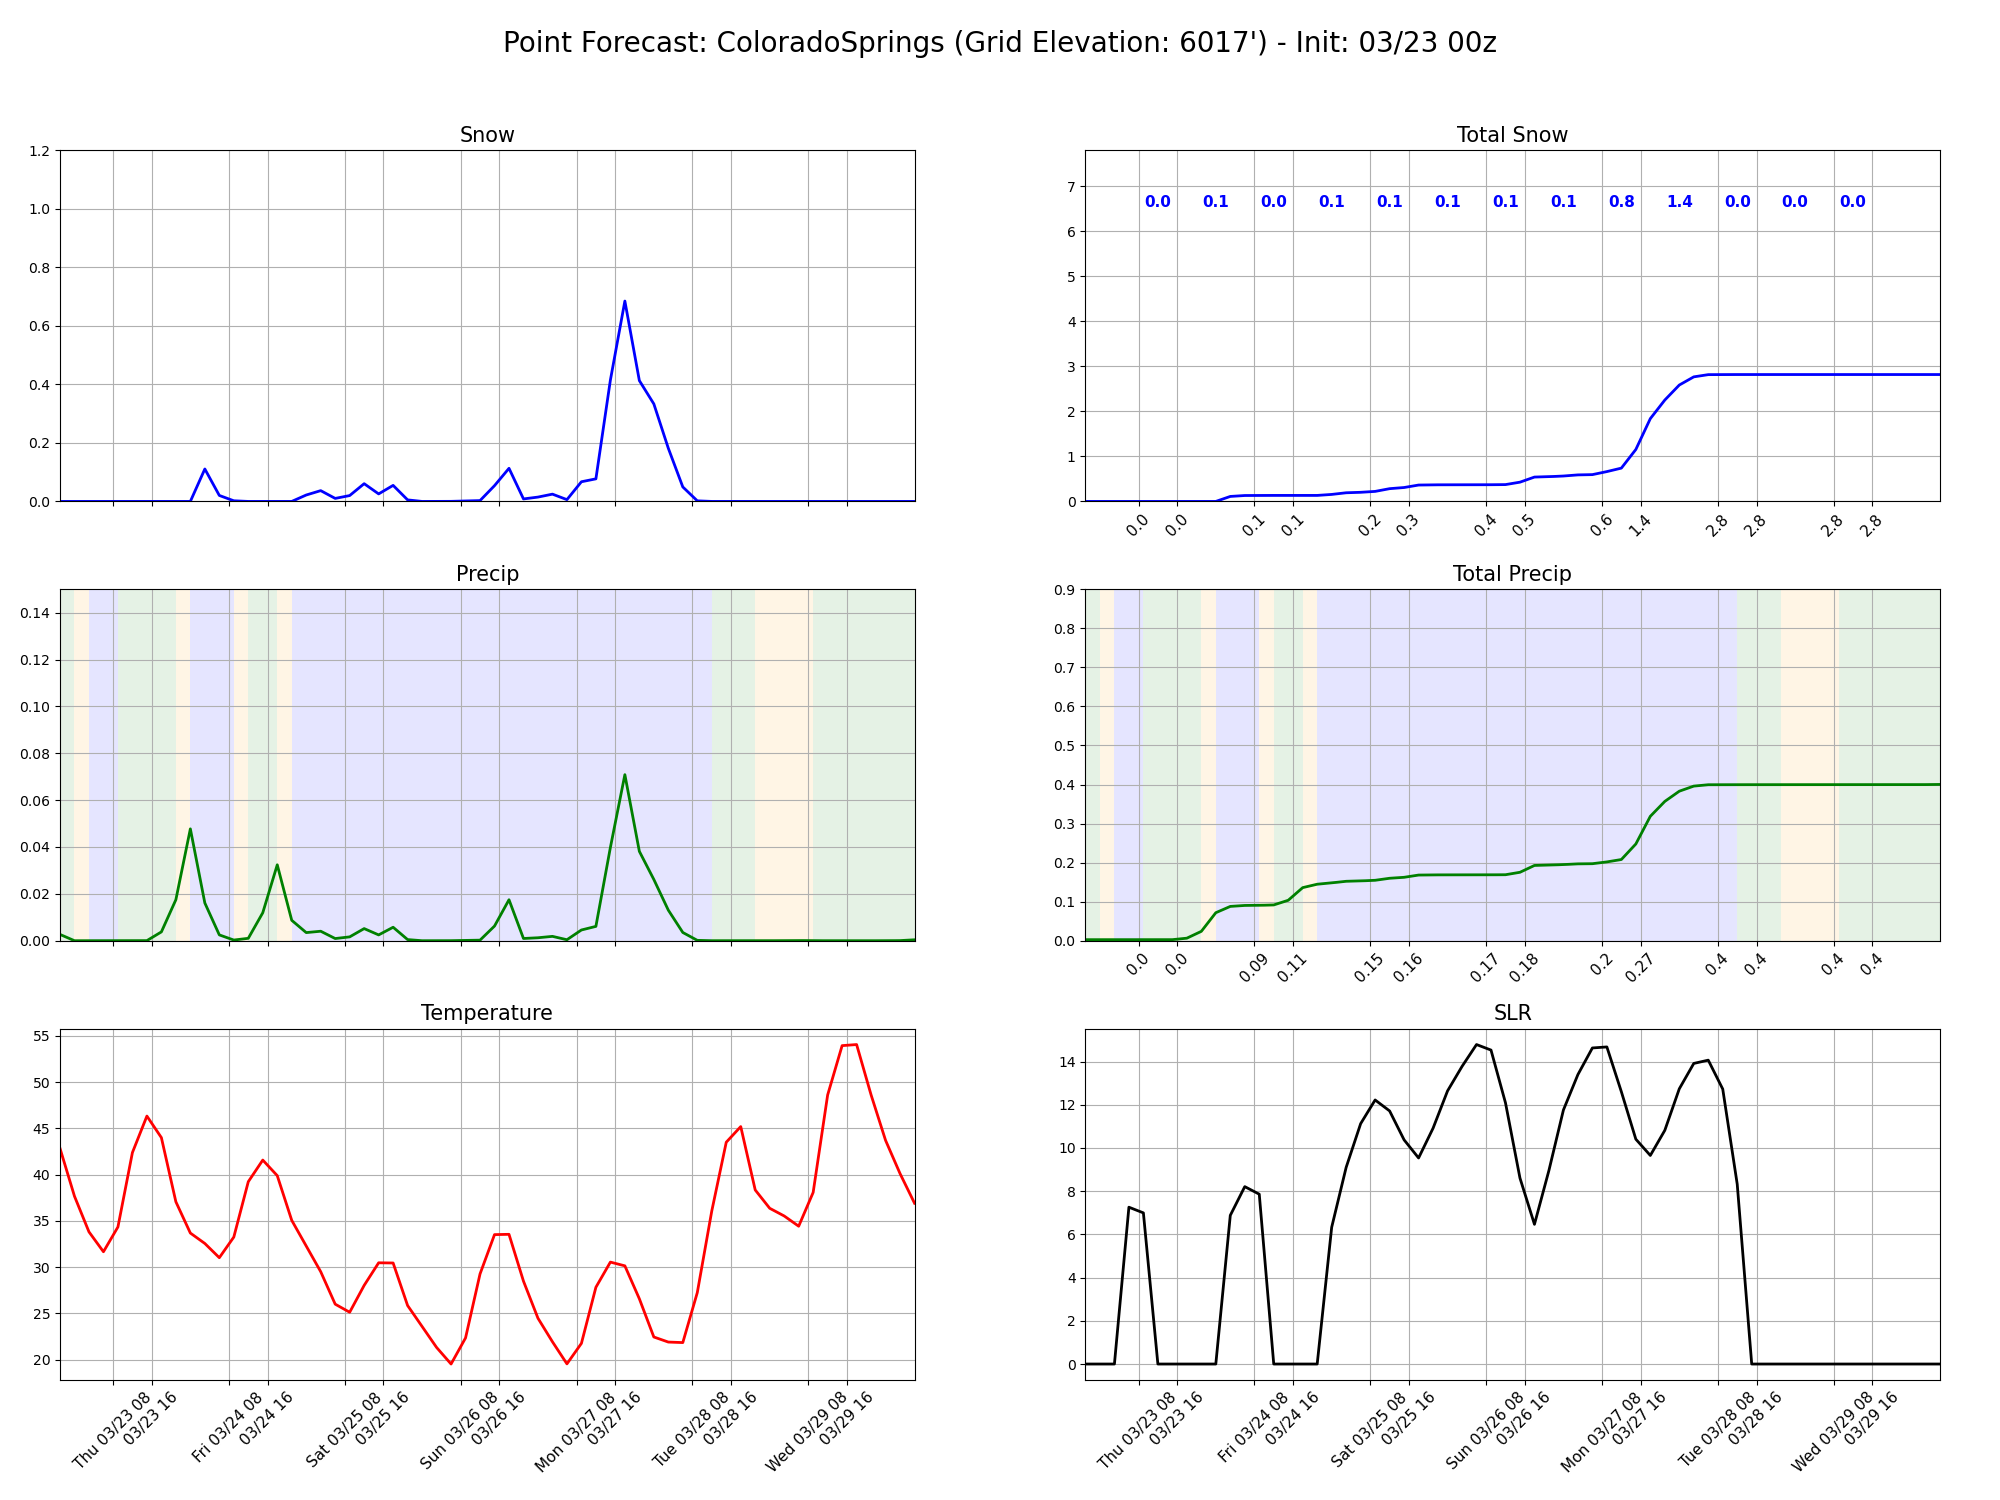 Point Forecast: ColoradoSprings (Grid Elevation: 6017') - Init: 03/23 00z
Snow
1.2
1.0
0.8
0.6
0.4
0.2
0.0
Total Snow
7
6
5
4
3
2
1
0
0.0 0.1 0.0 0.1 0.1 0.1 0.1 0.1 0.8 1.4 0.0 0.0 0.0
0.0 0.0 0.1 0.1 0.2 0.3 0.4 0.5 0.6 1.4 2.8 2.8 2.8 2.8
Precip
0.14
0.12
0.10
0.08
0.06
0.04
0.02
0.00
Total Precip
0.9
0.8
0.7
0.6
0.5
0.4
0.3
0.2
0.1
0.0
0.0 0.0 0.09 0.11 0.15 0.16 0.17 0.18 0.2 0.27 0.4 0.4 0.4 0.4
Temperature
55
50
45
40
35
30
25
20
Thu 03/23 08
03/23 16
Fri 03/24 08
03/24 16
Sat 03/25 08
03/25 16
Sun 03/26 08
03/26 16
Mon 03/27 08
03/27 16
Tue 03/28 08
03/28 16
Wed 03/29 08
03/29 16
SLR
14
12
10
8
6
4
2
0
Thu 03/23 08
03/23 16
Fri 03/24 08
03/24 16
Sat 03/25 08
03/25 16
Sun 03/26 08
03/26 16
Mon 03/27 08
03/27 16
Tue 03/28 08
03/28 16
Wed 03/29 08
03/29 16